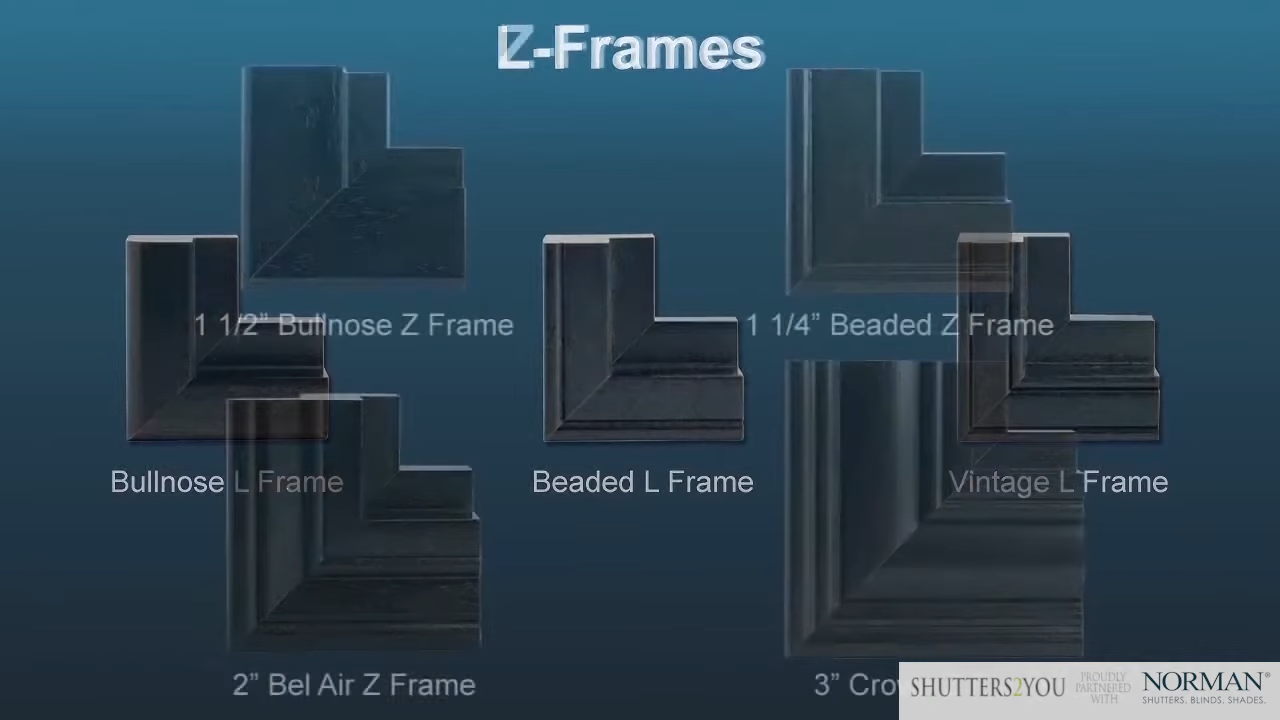 Z-Frames
1 1/2” Bullnose Z Frame
1 1/4” Beaded Z Frame
Bullnose L Frame
Beaded L Frame
Vintage L Frame
2” Bel Air Z Frame
3”
SHUTTERS2YOU
PROUDLY
PARTNERED
WITH
NORMAN®
SHUTTERS. BLINDS. SHADES.